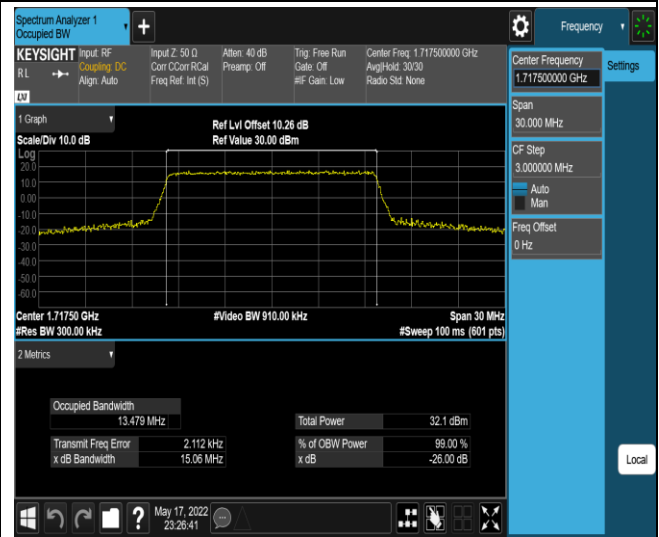 Spectrum Analyzer 1
Occupied BW
Frequency
KEYSIGHT
RL
LXI
Input: RF
Coupling: DC
Align: Auto
Input Z: 50 Ω
Corr CCorr RCal
Freq Ref: Int (S)
Atten: 40 dB
Preamp: Off
Trig: Free Run
Gate: Off
#IF Gain: Low
Center Freq: 1.717500000 GHz
Avg|Hold: 30/30
Radio Std: None
Center Frequency
1.717500000 GHz
Settings
Span
30.000 MHz
CF Step
3.000000 MHz
Auto
Man
Freq Offset
0 Hz
1 Graph
Scale/Div 10.0 dB
Ref Lvl Offset 10.26 dB
Ref Value 30.00 dBm
Log
20.0
10.0
0.00
-10.0
-20.0
-30.0
-40.0
-50.0
-60.0
Center 1.71750 GHz
#Video BW 910.00 kHz
Span 30 MHz
#Res BW 300.00 kHz
#Sweep 100 ms (601 pts)
2 Metrics
Occupied Bandwidth
13.479 MHz
Total Power 32.1 dBm
Transmit Freq Error 2.112 kHz
% of OBW Power 99.00 %
x dB Bandwidth 15.06 MHz
x dB -26.00 dB
Local
?
May 17, 2022
23:26:41